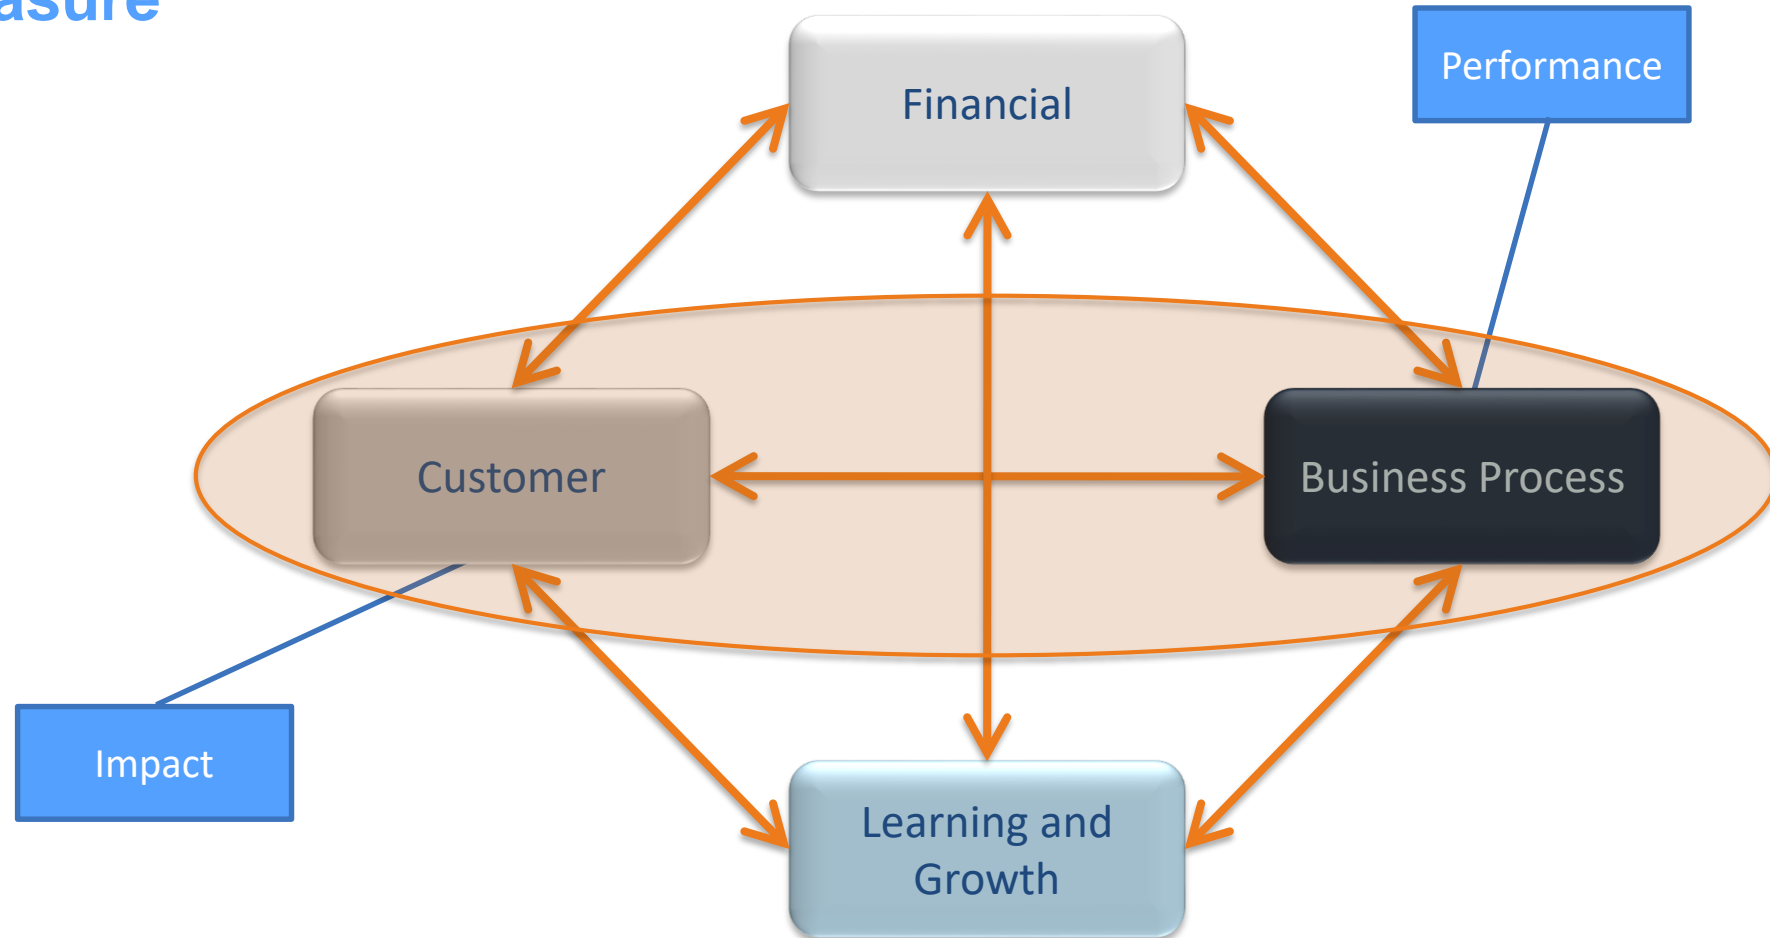 Financial
Performance
Customer
Business Process
Impact
Learning and
Growth